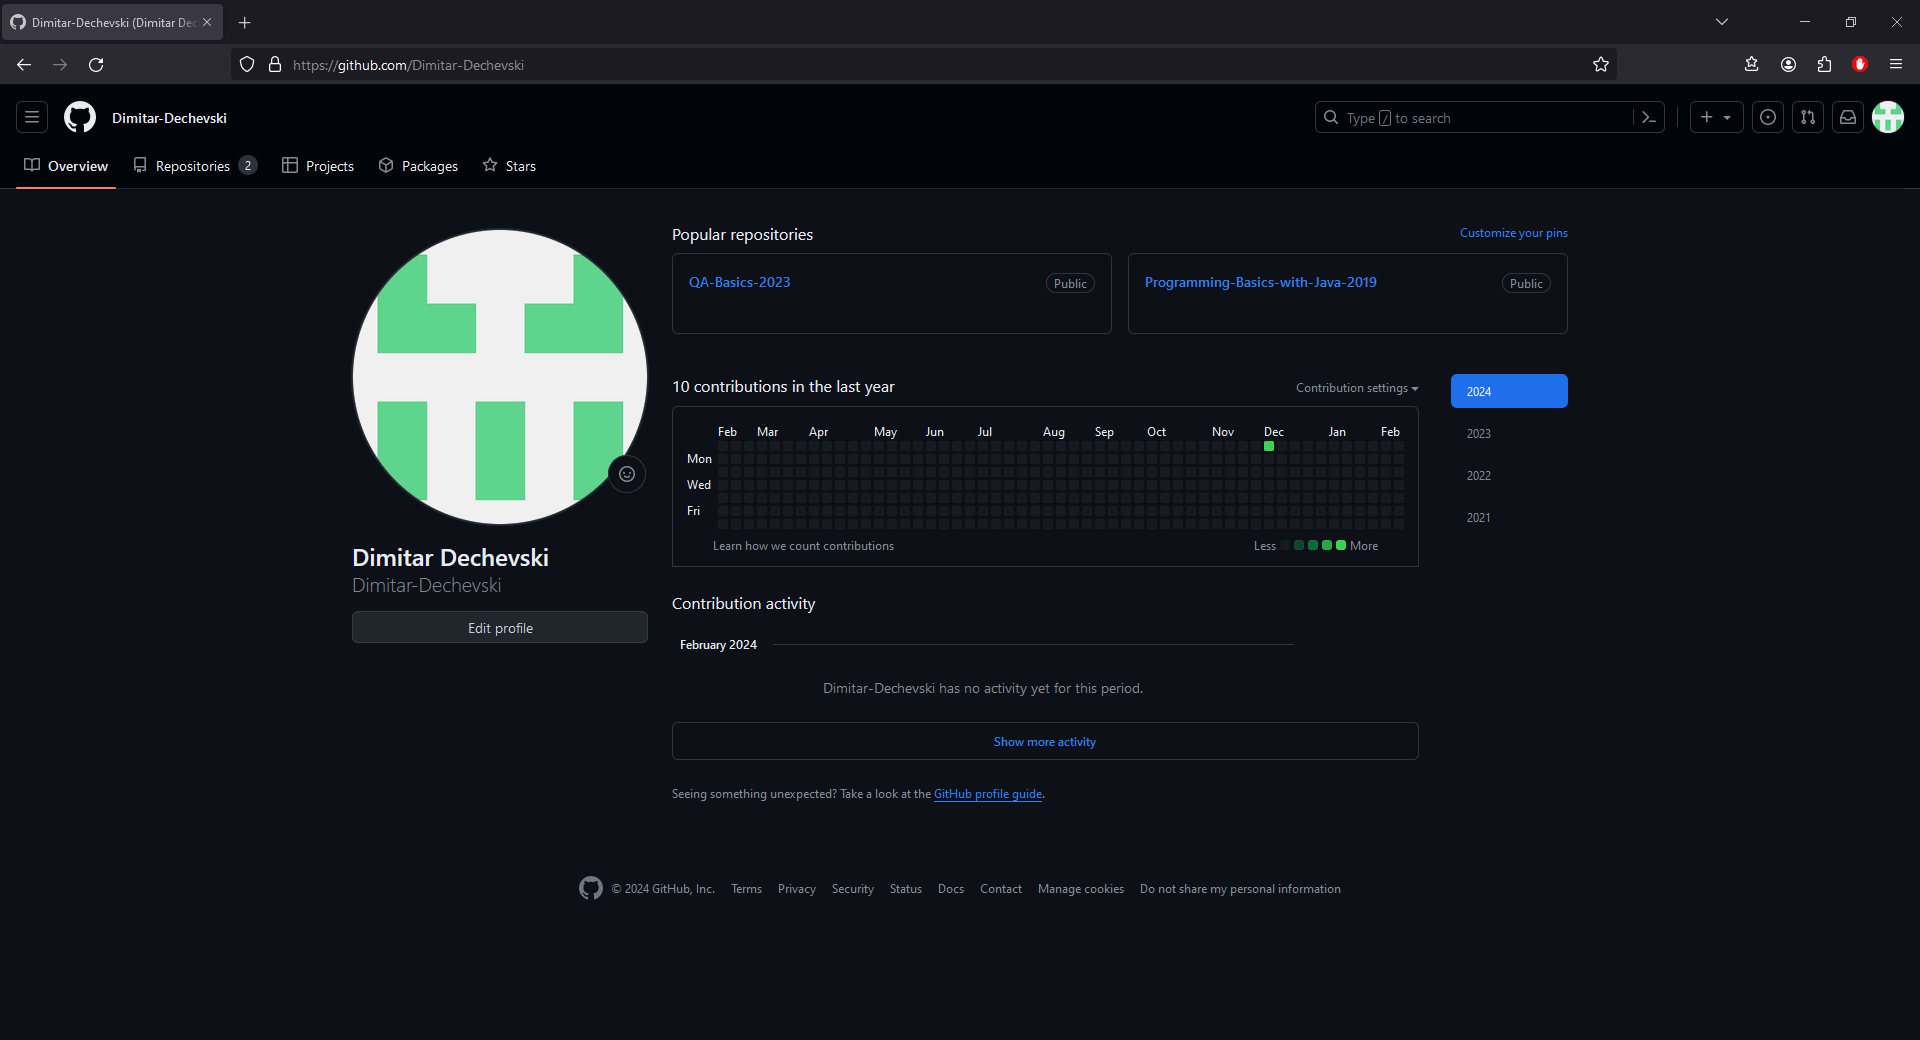 Dimitar-Dechevski (Dimitar Dec
https://github.com/Dimitar-Dechevski
Dimitar-Dechevski
Type / to search
Overview Repositories 2 Projects Packages Stars
Popular repositories
Customize your pins
QA-Basics-2023 Public
Programming-Basics-with-Java-2019 Public
10 contributions in the last year
Contribution settings
2024
2023
2022
2021
Feb Mar Apr May Jun Jul Aug Sep Oct Nov Dec Jan Feb
Mon
Wed
Fri
Learn how we count contributions
Less More
Dimitar Dechevski
Dimitar-Dechevski
Edit profile
Contribution activity
February 2024
Dimitar-Dechevski has no activity yet for this period.
Show more activity
Seeing something unexpected? Take a look at the GitHub profile guide.
© 2024 GitHub, Inc. Terms Privacy Security Status Docs Contact Manage cookies Do not share my personal information